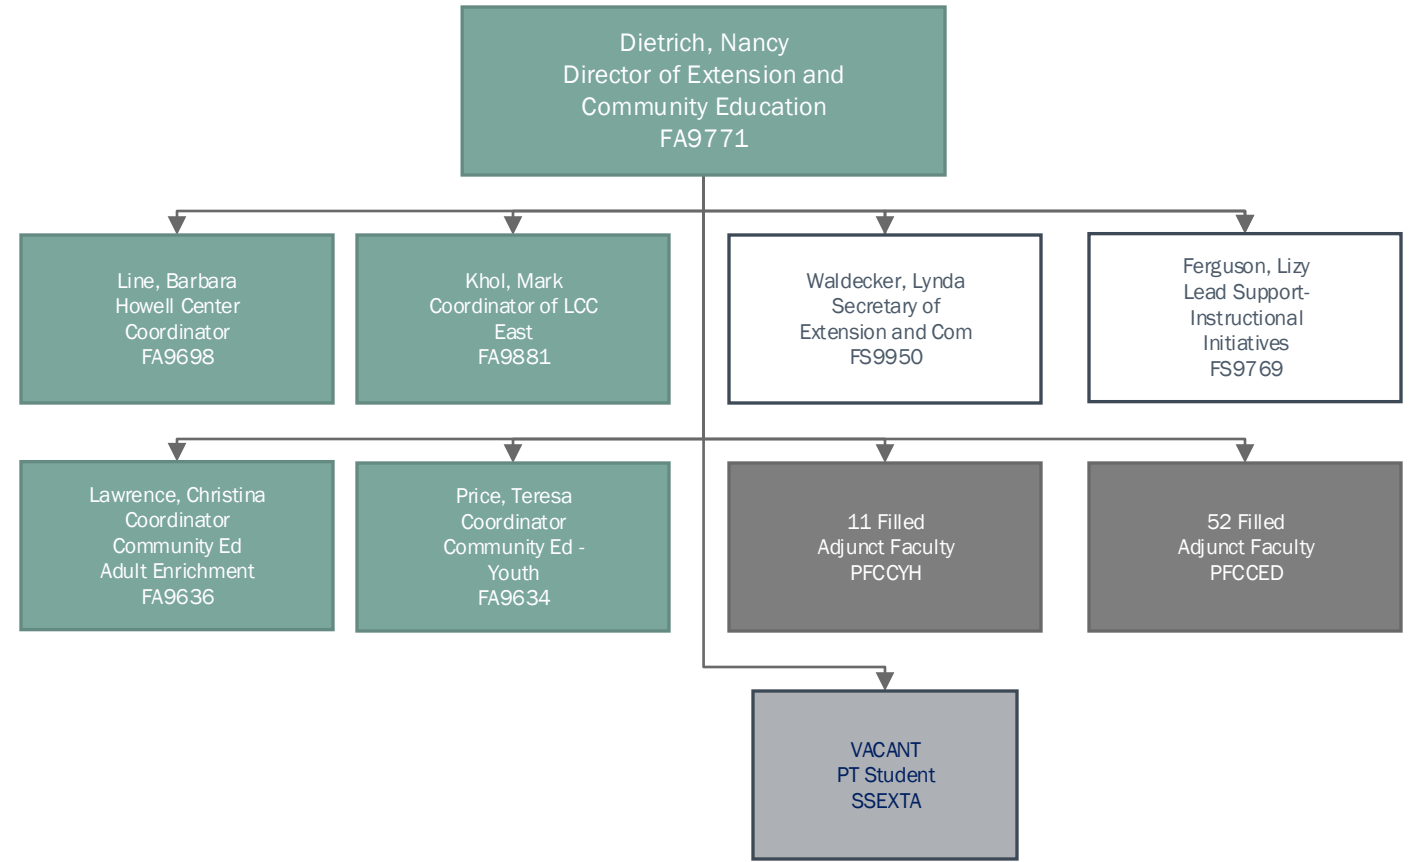 Dietrich, Nancy
Director of Extension and
Community Education
FA9771
Line, Barbara
Howell Center
Coordinator
FA9698
Khol, Mark
Coordinator of LCC
East
FA9881
Waldecker, Lynda
Secretary of
Extension and Com
FS9950
Ferguson, Lizy
Lead Support-
Instructional
Initiatives
FS9769
Lawrence, Christina
Coordinator
Community Ed
Adult Enrichment
FA9636
Price, Teresa
Coordinator
Community Ed -
Youth
FA9634
11 Filled
Adjunct Faculty
PFCCYH
52 Filled
Adjunct Faculty
PFCCED
VACANT
PT Student
SSEXTA